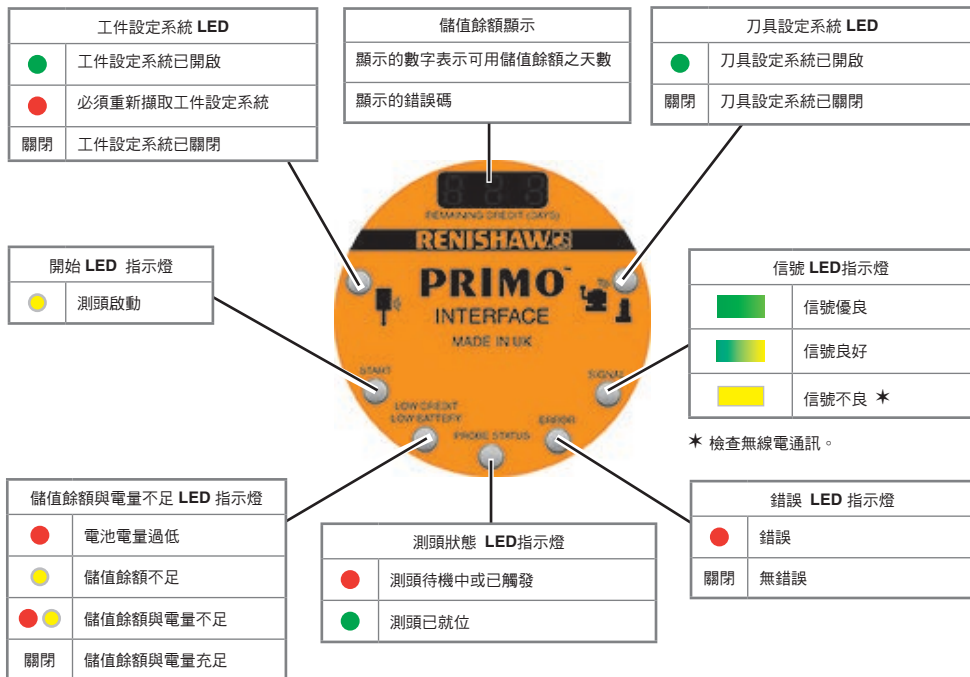 工件設定系統 LED
工件設定系統已開啟
必須重新擷取工件設定系統
關閉 工件設定系統已關閉
儲值餘額顯示
顯示的數字表示可用儲值餘額之天數
顯示的錯誤碼
刀具設定系統 LED
刀具設定系統已開啟
關閉 刀具設定系統已關閉
REMAINING CREDIT (DAYS)
RENISHAW
PRIMO™
INTERFACE
MADE IN UK
START
SIGNAL
LOW CREDIT
LOW BATTERY
PROBE STATUS
ERROR
開始 LED 指示燈
測頭啟動
信號 LED指示燈
信號優良
信號良好
信號不良 ✶
✶ 檢查無線電通訊。
儲值餘額與電量不足 LED 指示燈
電池電量過低
儲值餘額不足
儲值餘額與電量不足
關閉 儲值餘額與電量充足
測頭狀態 LED指示燈
測頭待機中或已觸發
測頭已就位
錯誤 LED 指示燈
錯誤
關閉 無錯誤